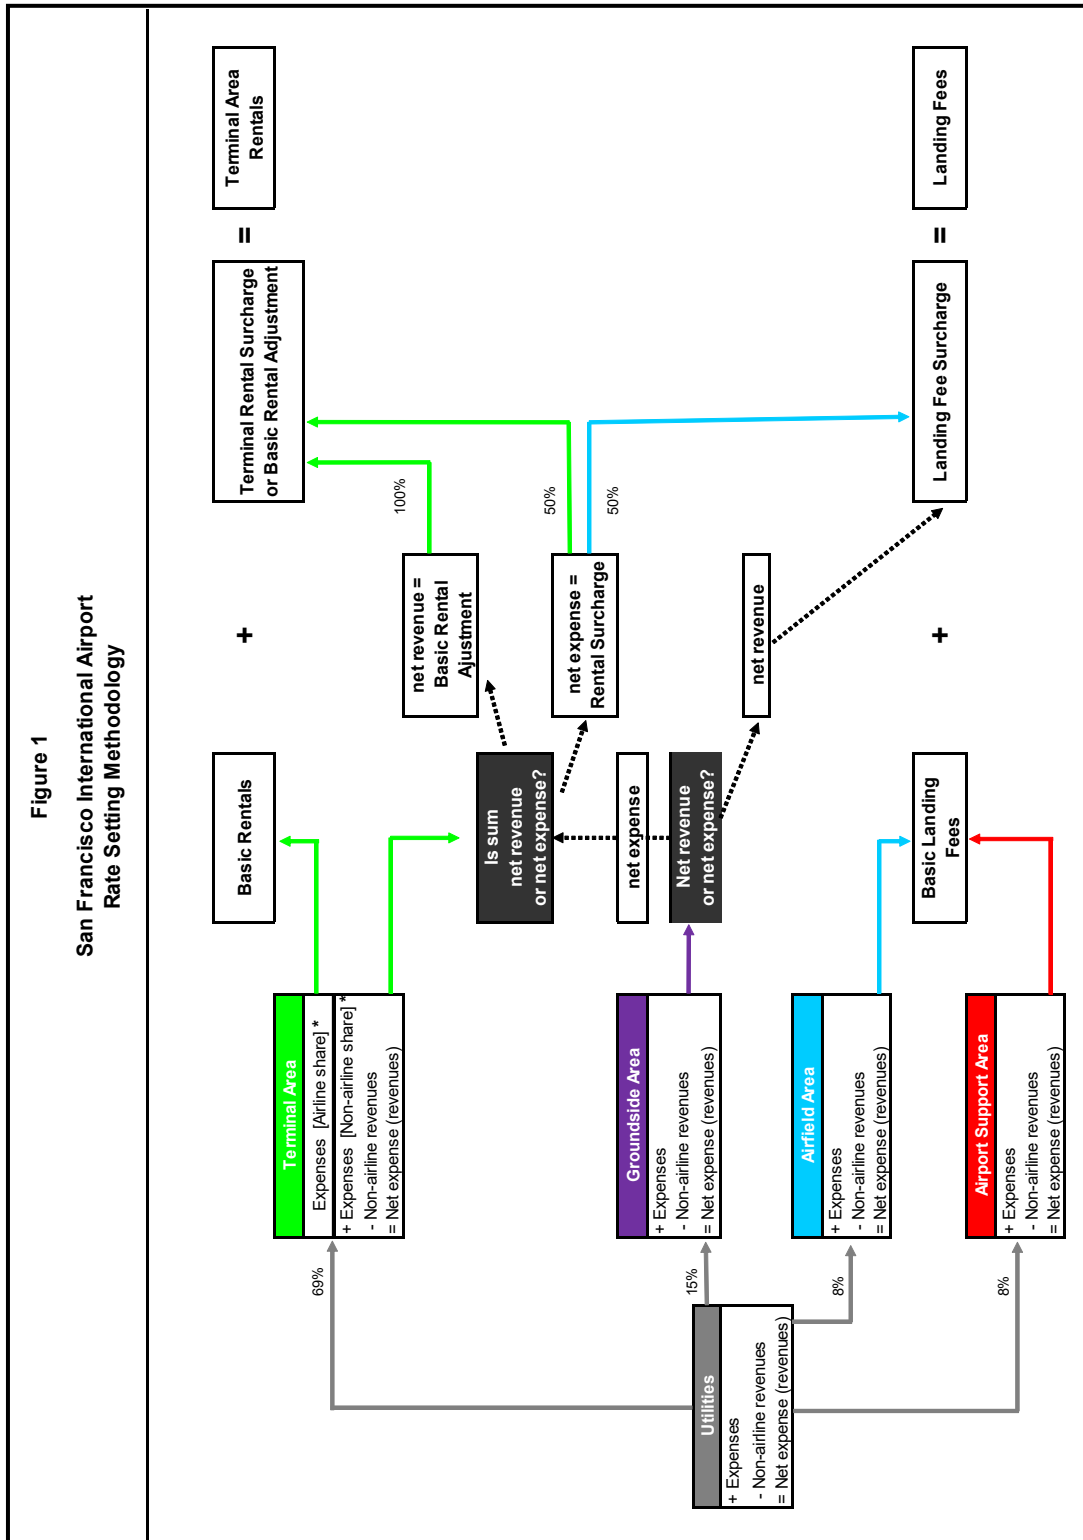 Figure 1
San Francisco International Airport
Rate Setting Methodology
Utilities
+ Expenses
- Non-airline revenues
= Net expense (revenues)
69%
15%
8%
8%
Terminal Area
Expenses [Airline share] *
+ Expenses [Non-airline share] *
- Non-airline revenues
= Net expense (revenues)
Groundside Area
+ Expenses
- Non-airline revenues
= Net expense (revenues)
Airfield Area
+ Expenses
- Non-airline revenues
= Net expense (revenues)
Airport Support Area
+ Expenses
- Non-airline revenues
= Net expense (revenues)
Basic Rentals
Is sum
net revenue
or net expense?
net expense
Net revenue
or net expense?
Basic Landing
Fees
+
net revenue =
Basic Rental
Ajustment
net expense =
Rental Surcharge
net revenue
+
100%
50%
50%
Terminal Rental Surcharge
or Basic Rental Adjustment
Landing Fee Surcharge
=
=
Terminal Area
Rentals
Landing Fees